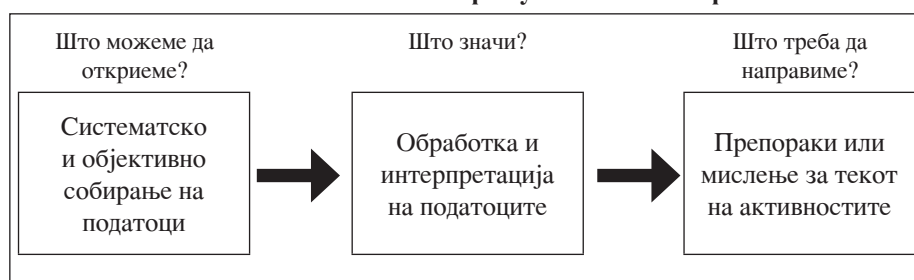 Што можеме да
откриеме?
Што значи?
Што треба да
направиме?
Систематско
и објективно
собирање на
податоци
Обработка и
интерпретација
на податоците
Препораки или
мислење за текот
на активностите